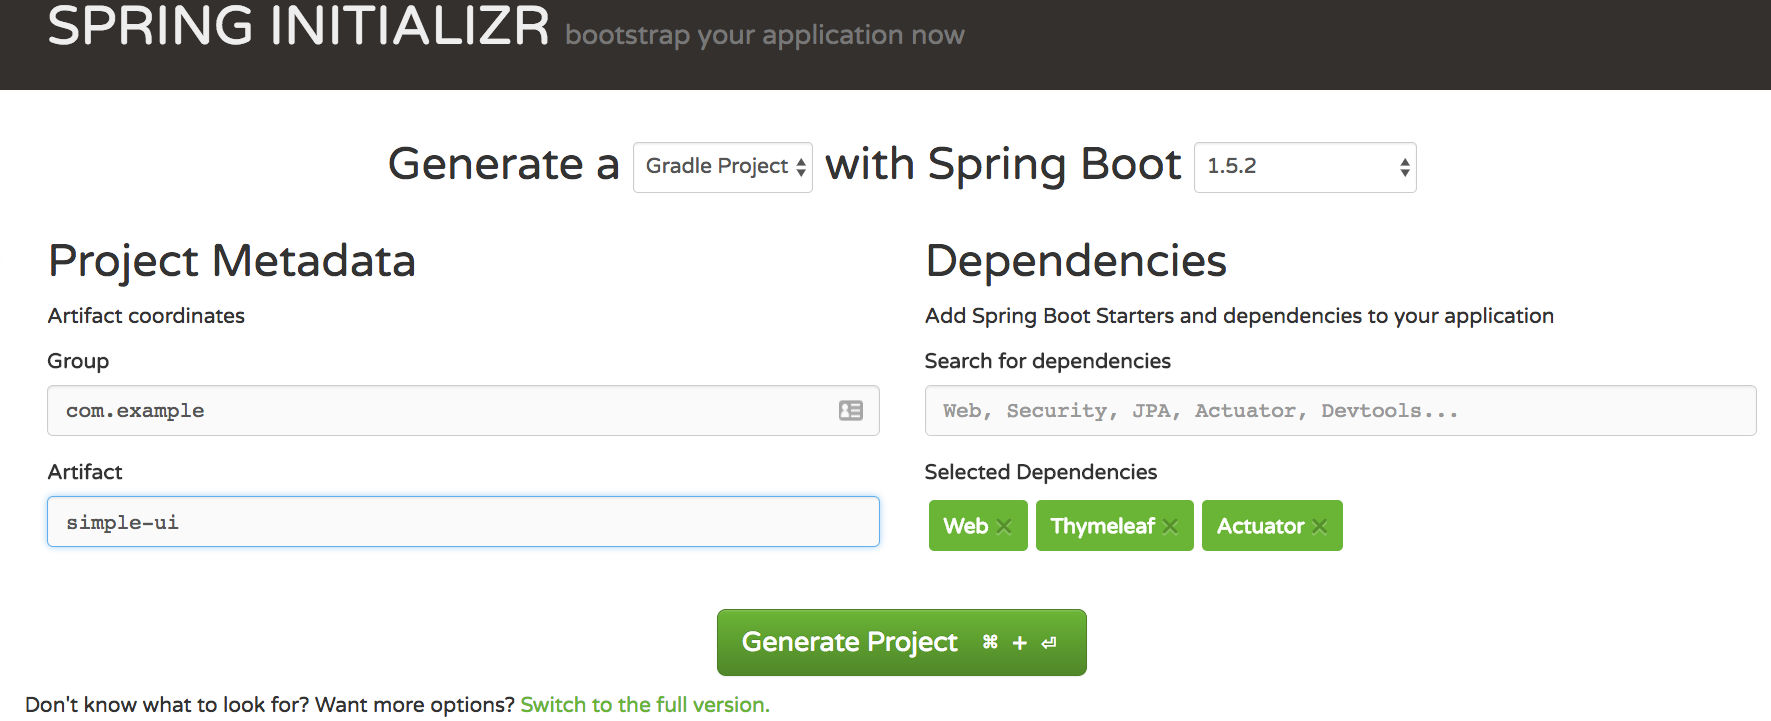 SPRING INITIALIZR bootstrap your application now
Generate a Gradle Project with Spring Boot 1.5.2
Project Metadata
Artifact coordinates
Group
com.example
Artifact
simple-ui
Dependencies
Add Spring Boot Starters and dependencies to your application
Search for dependencies
Web, Security, JPA, Actuator, Devtools...
Selected Dependencies
Web Thymeleaf Actuator
Generate Project ⌘ + ⏎
Don't know what to look for? Want more options? Switch to the full version.